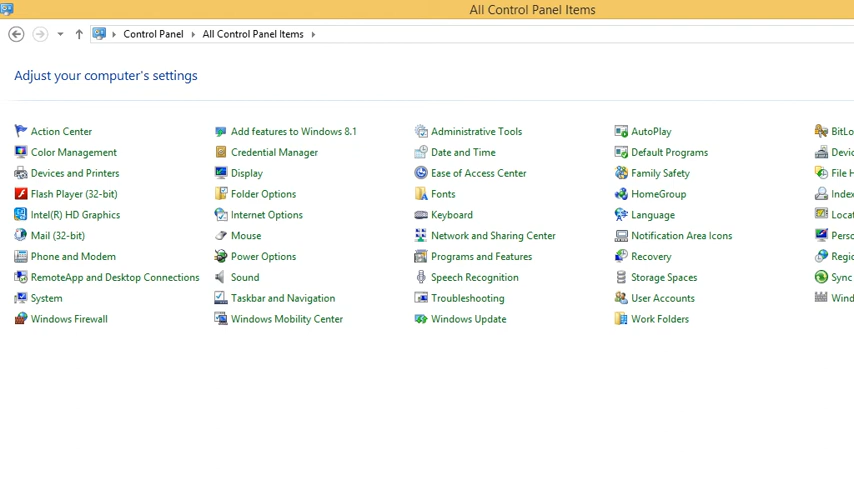 All Control Panel Items
Control Panel All Control Panel Items
Adjust your computer's settings
Action Center Add features to Windows 8.1 Administrative Tools AutoPlay
Color Management Credential Manager Date and Time Default Programs
Devices and Printers Display Ease of Access Center Family Safety
Flash Player (32-bit) Folder Options Fonts HomeGroup
Intel(R) HD Graphics Internet Options Keyboard Language
Mail (32-bit) Mouse Network and Sharing Center Notification Area Icons
Phone and Modem Power Options Programs and Features Recovery
RemoteApp and Desktop Connections Sound Speech Recognition Storage Spaces Sync
System Taskbar and Navigation Troubleshooting User Accounts
Windows Firewall Windows Mobility Center Windows Update Work Folders